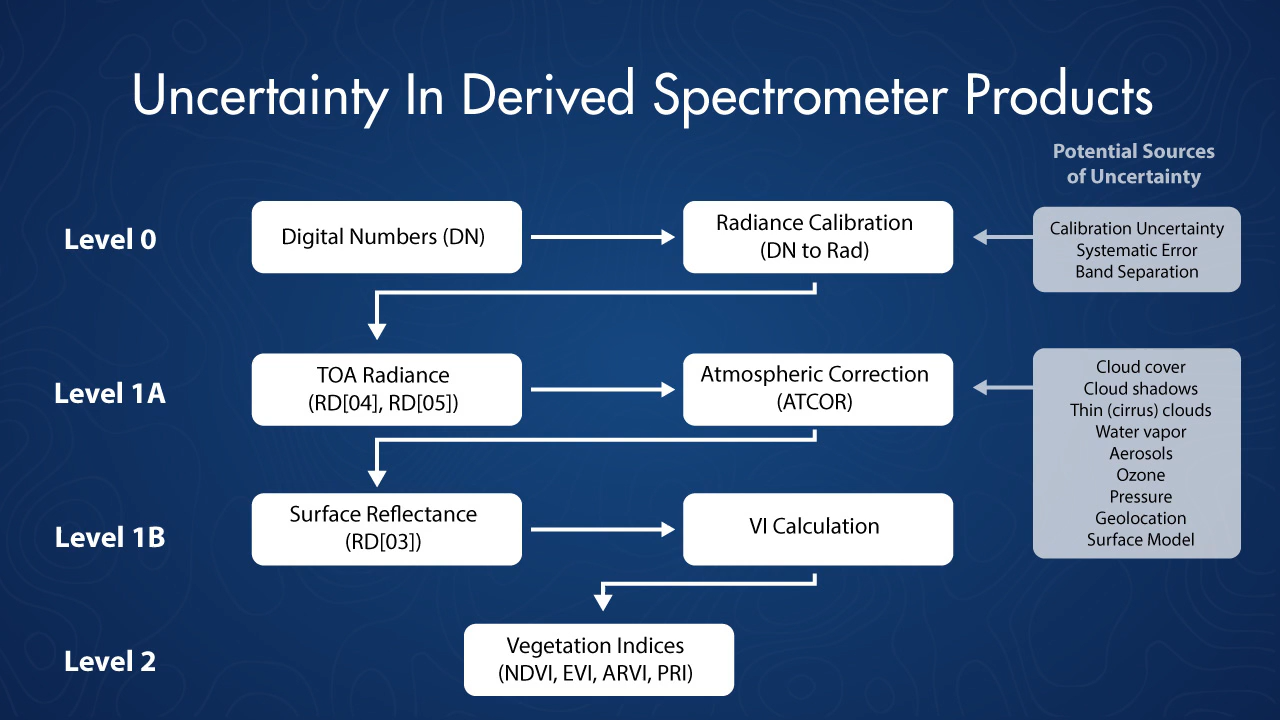 Uncertainty In Derived Spectrometer Products
Potential Sources
of Uncertainty
Level 0
Digital Numbers (DN)
Radiance Calibration
(DN to Rad)
Calibration Uncertainty
Systematic Error
Band Separation
Level 1A
TOA Radiance
(RD[04], RD[05])
Atmospheric Correction
(ATCOR)
Cloud cover
Cloud shadows
Thin (cirrus) clouds
Water vapor
Aerosols
Ozone
Pressure
Geolocation
Surface Model
Level 1B
Surface Reflectance
(RD[03])
VI Calculation
Level 2
Vegetation Indices
(NDVI, EVI, ARVI, PRI)